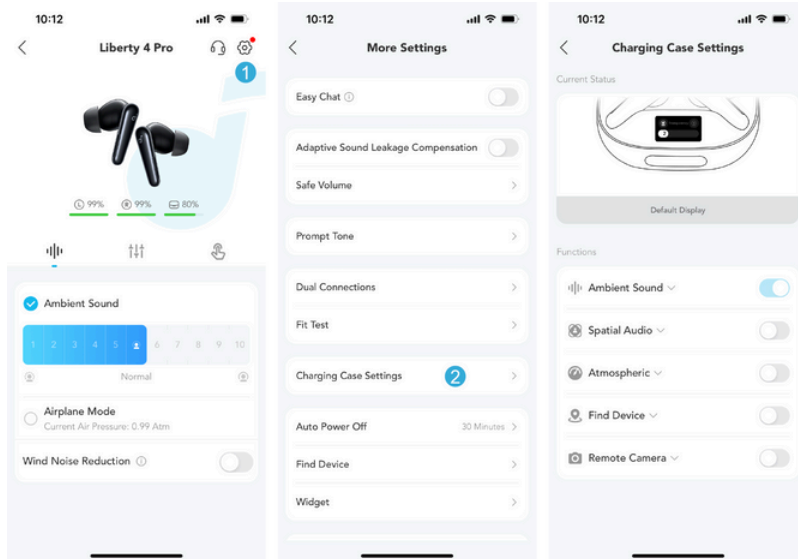 10:12
Liberty 4 Pro
1
L 99%
R 99%
80%
Ambient Sound
1 2 3 4 5 6 7 8 9 10
Normal
Airplane Mode
Current Air Pressure: 0.99 Atm
Wind Noise Reduction
10:12
More Settings
Easy Chat
Adaptive Sound Leakage Compensation
Safe Volume
Prompt Tone
Dual Connections
Fit Test
Charging Case Settings 2
Auto Power Off 30 Minutes
Find Device
Widget
10:12
Charging Case Settings
Current Status
Default Display
Functions
Ambient Sound
Spatial Audio
Atmospheric
Find Device
Remote Camera